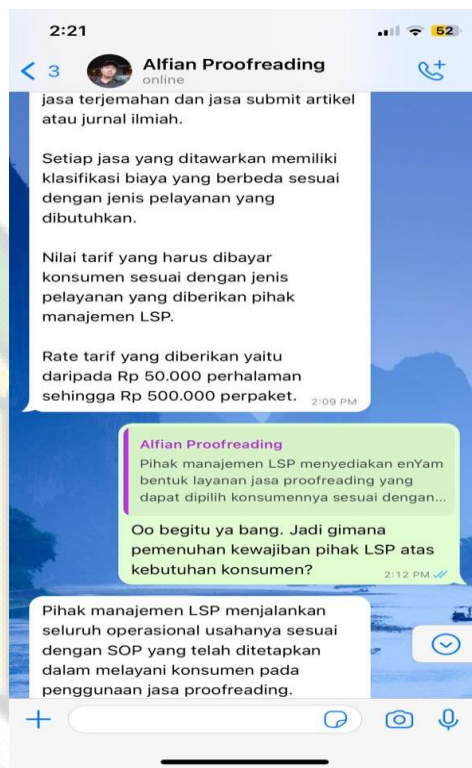 2:21
52
3
Alfian Proofreading
online
jasa terjemahan dan jasa submit artikel
atau jurnal ilmiah.
Setiap jasa yang ditawarkan memiliki
klasifikasi biaya yang berbeda sesuai
dengan jenis pelayanan yang
dibutuhkan.
Nilai tarif yang harus dibayar
konsumen sesuai dengan jenis
pelayanan yang diberikan pihak
manajemen LSP.
Rate tarif yang diberikan yaitu
daripada Rp 50.000 perhalaman
sehingga Rp 500.000 perpaket.
2:09 PM
Alfian Proofreading
Pihak manajemen LSP menyediakan enYam
bentuk layanan jasa proofreading yang
dapat dipilih konsumennya sesuai dengan...
Oo begitu ya bang. Jadi gimana
pemenuhan kewajiban pihak LSP atas
kebutuhan konsumen?
2:12 PM
Pihak manajemen LSP menjalankan
seluruh operasional usahanya sesuai
dengan SOP yang telah ditetapkan
dalam melayani konsumen pada
penggunaan jasa proofreading.